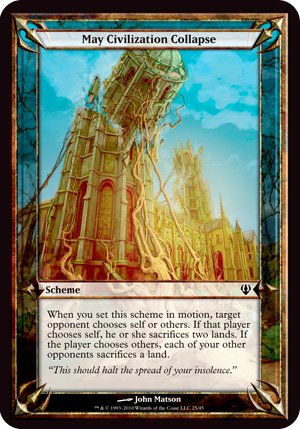 May Civilization Collapse
Scheme
When you set this scheme in motion, target
opponent chooses self or others. If that player
chooses self, he or she sacrifices two lands. If
the player chooses others, each of your other
opponents sacrifices a land.
“This should halt the spread of your insolence.”
John Matson
™ & © 1993–2010 Wizards of the Coast LLC 25/45